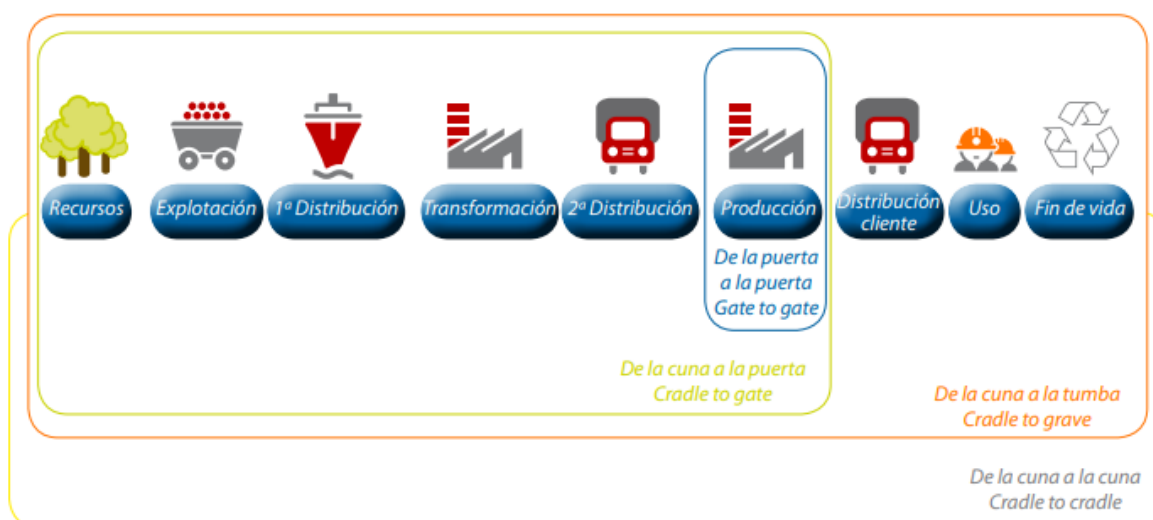 Recursos
Explotación
1ª Distribución
Transformación
2ª Distribución
Producción
Distribución
cliente
Uso
Fin de vida
De la puerta
a la puerta
Gate to gate
De la cuna a la puerta
Cradle to gate
De la cuna a la tumba
Cradle to grave
De la cuna a la cuna
Cradle to cradle